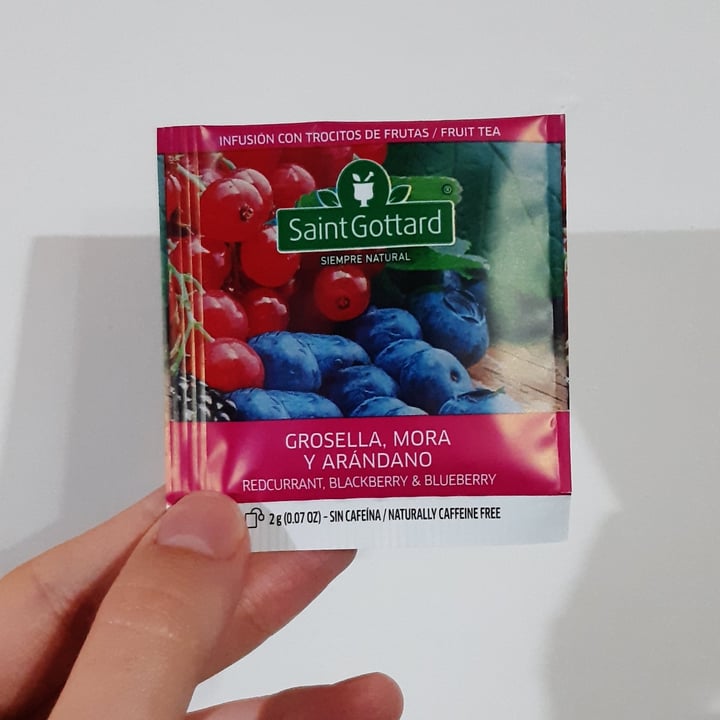 INFUSIÓN CON TROCITOS DE FRUTAS / FRUIT TEA
SaintGottard ®
SIEMPRE NATURAL
GROSELLA, MORA
Y ARÁNDANO
REDCURRANT, BLACKBERRY & BLUEBERRY
2 g (0.07 OZ) - SIN CAFEÍNA / NATURALLY CAFFEINE FREE